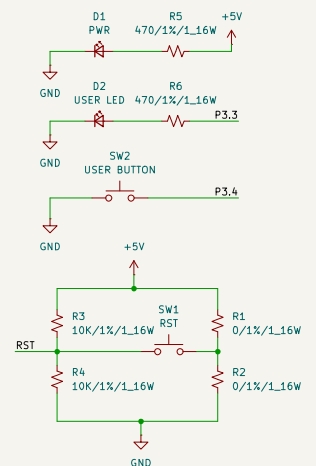 D1
PWR
R5
470/1%/1_16W
+5V
GND
D2
USER LED
R6
470/1%/1_16W
P3.3
GND
SW2
USER BUTTON
P3.4
GND
+5V
R3
10K/1%/1_16W
SW1
RST
R1
0/1%/1_16W
RST
R4
10K/1%/1_16W
R2
0/1%/1_16W
GND